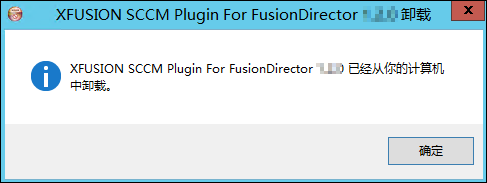 XFUSION SCCM Plugin For FusionDirector 卸载
XFUSION SCCM Plugin For FusionDirector 已经从你的计算机
中卸载。
确定